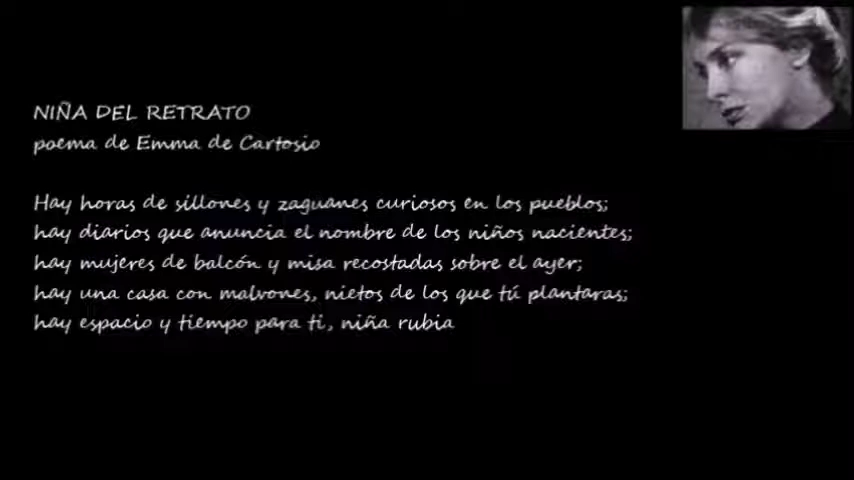 NIÑA DEL RETRATO
poema de Emma de Cartosio
Hay horas de sillones y zaguanes curiosos en los pueblos;
hay diarios que anuncia el nombre de los niños nacientes;
hay mujeres de balcón y misa recostadas sobre el ayer;
hay una casa con malvones, nietos de los que tú plantaras;
hay espacio y tiempo para ti, niña rubia